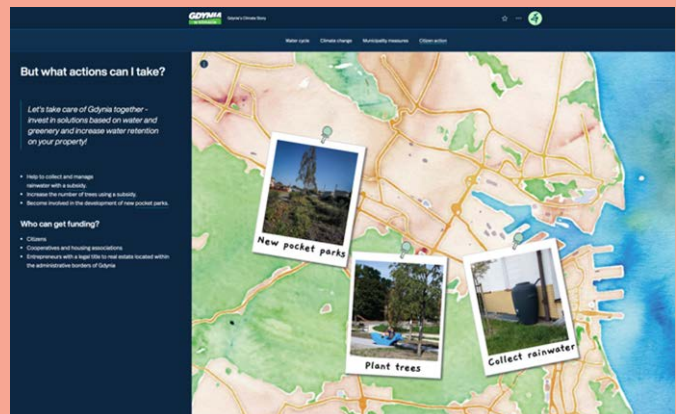 GDYNIA
Gdynia's Climate Story
Water cycle Climate change Municipality measures Citizen action
But what actions can I take?
Let's take care of Gdynia together -
invest in solutions based on water and
greenery and increase water retention
on your property!
Help to collect and manage
rainwater with a subsidy.
Increase the number of trees using a subsidy.
Become involved in the development of new pocket parks.
Who can get funding?
Citizens
Cooperatives and housing associations
Entrepreneurs with a legal title to real estate located within
the administrative borders of Gdynia
New pocket parks
Plant trees
Collect rainwater